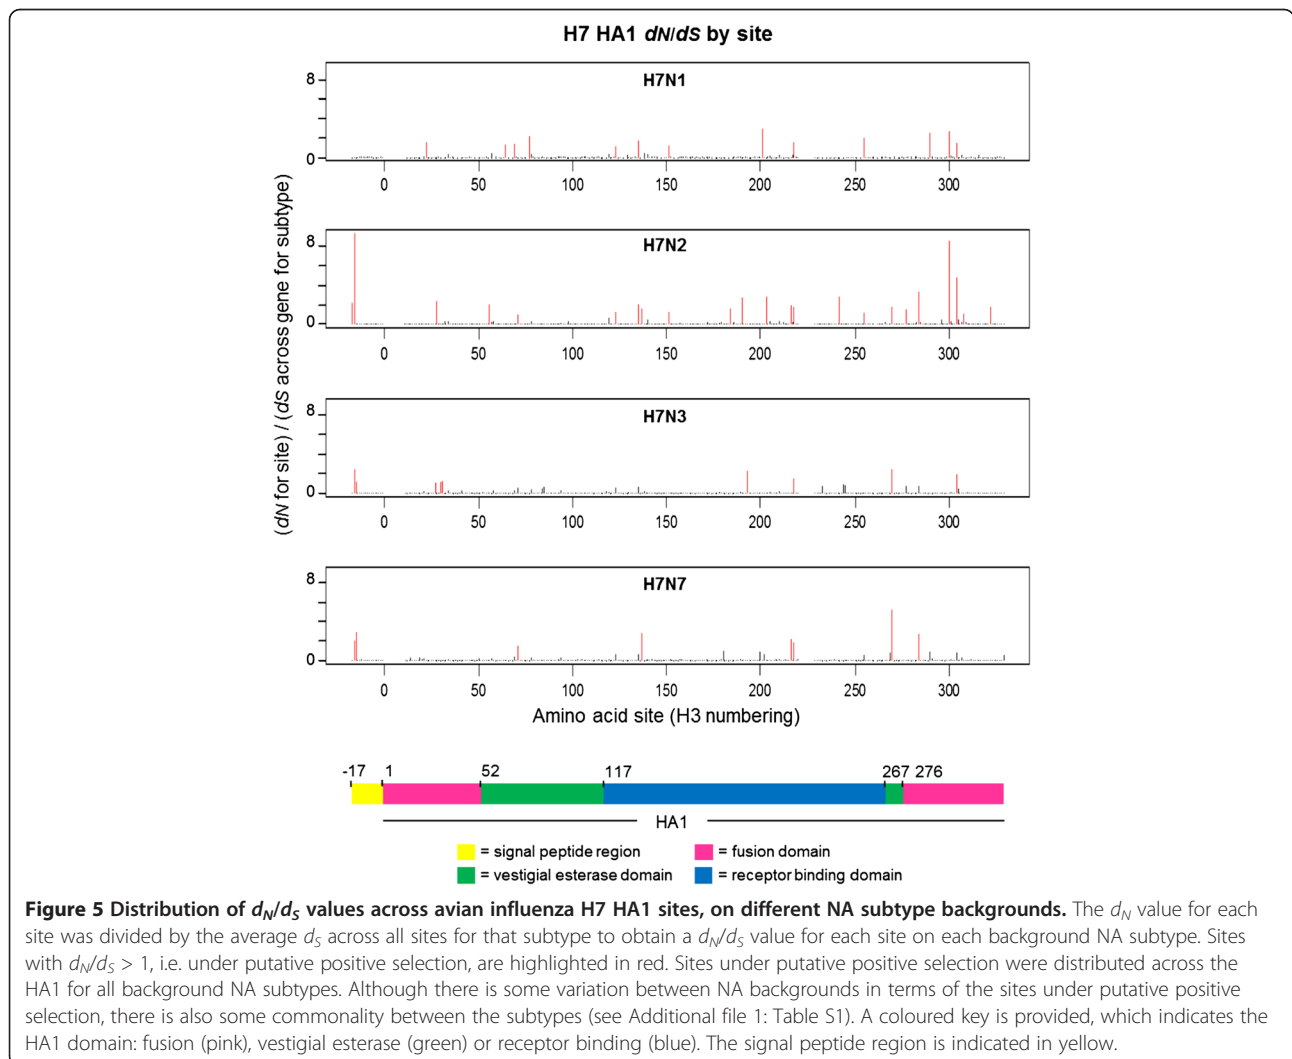 H7 HA1 dN/dS by site
(dN for site) / (dS across gene for subtype)
H7N1
8
0
0 50 100 150 200 250 300
H7N2
8
0
0 50 100 150 200 250 300
H7N3
8
0
0 50 100 150 200 250 300
H7N7
8
0
0 50 100 150 200 250 300
Amino acid site (H3 numbering)
-17 1 52 117 267 276
HA1
= signal peptide region = fusion domain
= vestigial esterase domain = receptor binding domain
Figure 5 Distribution of dN/dS values across avian influenza H7 HA1 sites, on different NA subtype backgrounds. The dN value for each
site was divided by the average dS across all sites for that subtype to obtain a dN/dS value for each site on each background NA subtype. Sites
with dN/dS > 1, i.e. under putative positive selection, are highlighted in red. Sites under putative positive selection were distributed across the
HA1 for all background NA subtypes. Although there is some variation between NA backgrounds in terms of the sites under putative positive
selection, there is also some commonality between the subtypes (see Additional file 1: Table S1). A coloured key is provided, which indicates the
HA1 domain: fusion (pink), vestigial esterase (green) or receptor binding (blue). The signal peptide region is indicated in yellow.